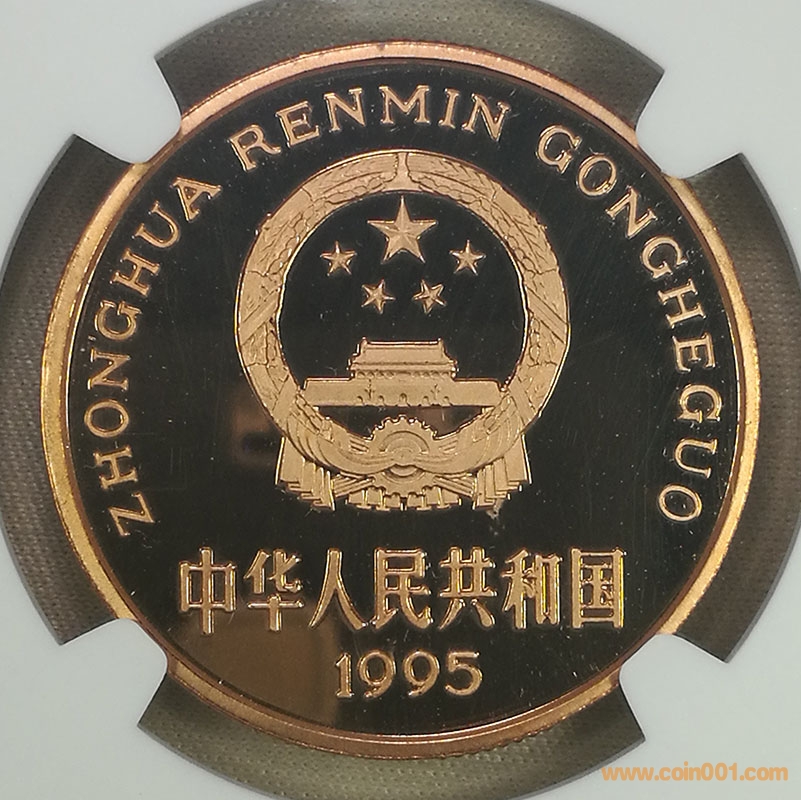 ZHONGHUA RENMIN GONGHEGUO
中华人民共和国
1995
www.coin001.com